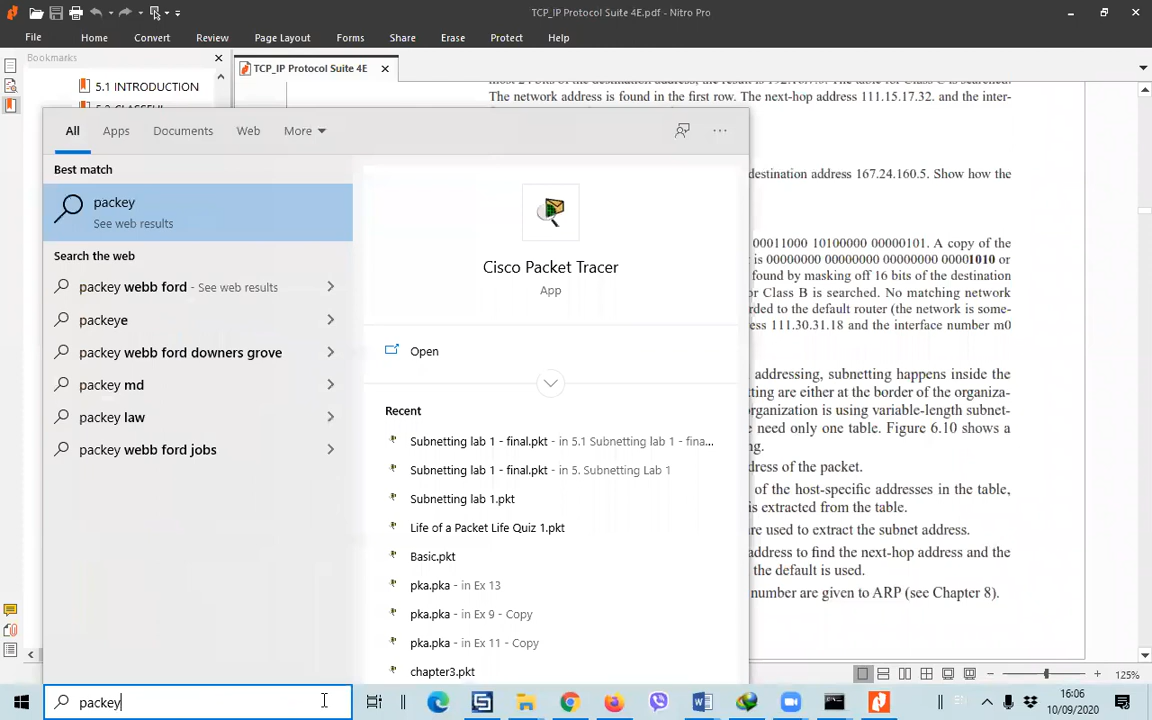 TCP_IP Protocol Suite 4E.pdf - Nitro Pro
File Home Convert Review Page Layout Forms Share Erase Protect Help
Bookmarks
TCP_IP Protocol Suite 4E
5.1 INTRODUCTION
The network address is found in the first row. The next-hop address 111.15.17.32. and the inter-
All Apps Documents Web More
Best match
packey
See web results
Search the web
packey webb ford - See web results
packeye
packey webb ford downers grove
packey md
packey law
packey webb ford jobs
Cisco Packet Tracer
App
Open
Recent
Subnetting lab 1 - final.pkt - in 5.1 Subnetting lab 1 - fina...
Subnetting lab 1 - final.pkt - in 5. Subnetting Lab 1
Subnetting lab 1.pkt
Life of a Packet Life Quiz 1.pkt
Basic.pkt
pka.pka - in Ex 13
pka.pka - in Ex 9 - Copy
pka.pka - in Ex 11 - Copy
chapter3.pkt
destination address 167.24.160.5. Show how the
00011000 10100000 00000101. A copy of the
is 00000000 00000000 00000000 00001010 or
found by masking off 16 bits of the destination
or Class B is searched. No matching network
rded to the default router (the network is some-
ess 111.30.31.18 and the interface number m0
addressing, subnetting happens inside the
tting are either at the border of the organiza-
organization is using variable-length subnet-
e need only one table. Figure 6.10 shows a
ng.
dress of the packet.
of the host-specific addresses in the table,
is extracted from the table.
are used to extract the subnet address.
address to find the next-hop address and the
the default is used.
number are given to ARP (see Chapter 8).
125%
packey
16:06
10/09/2020